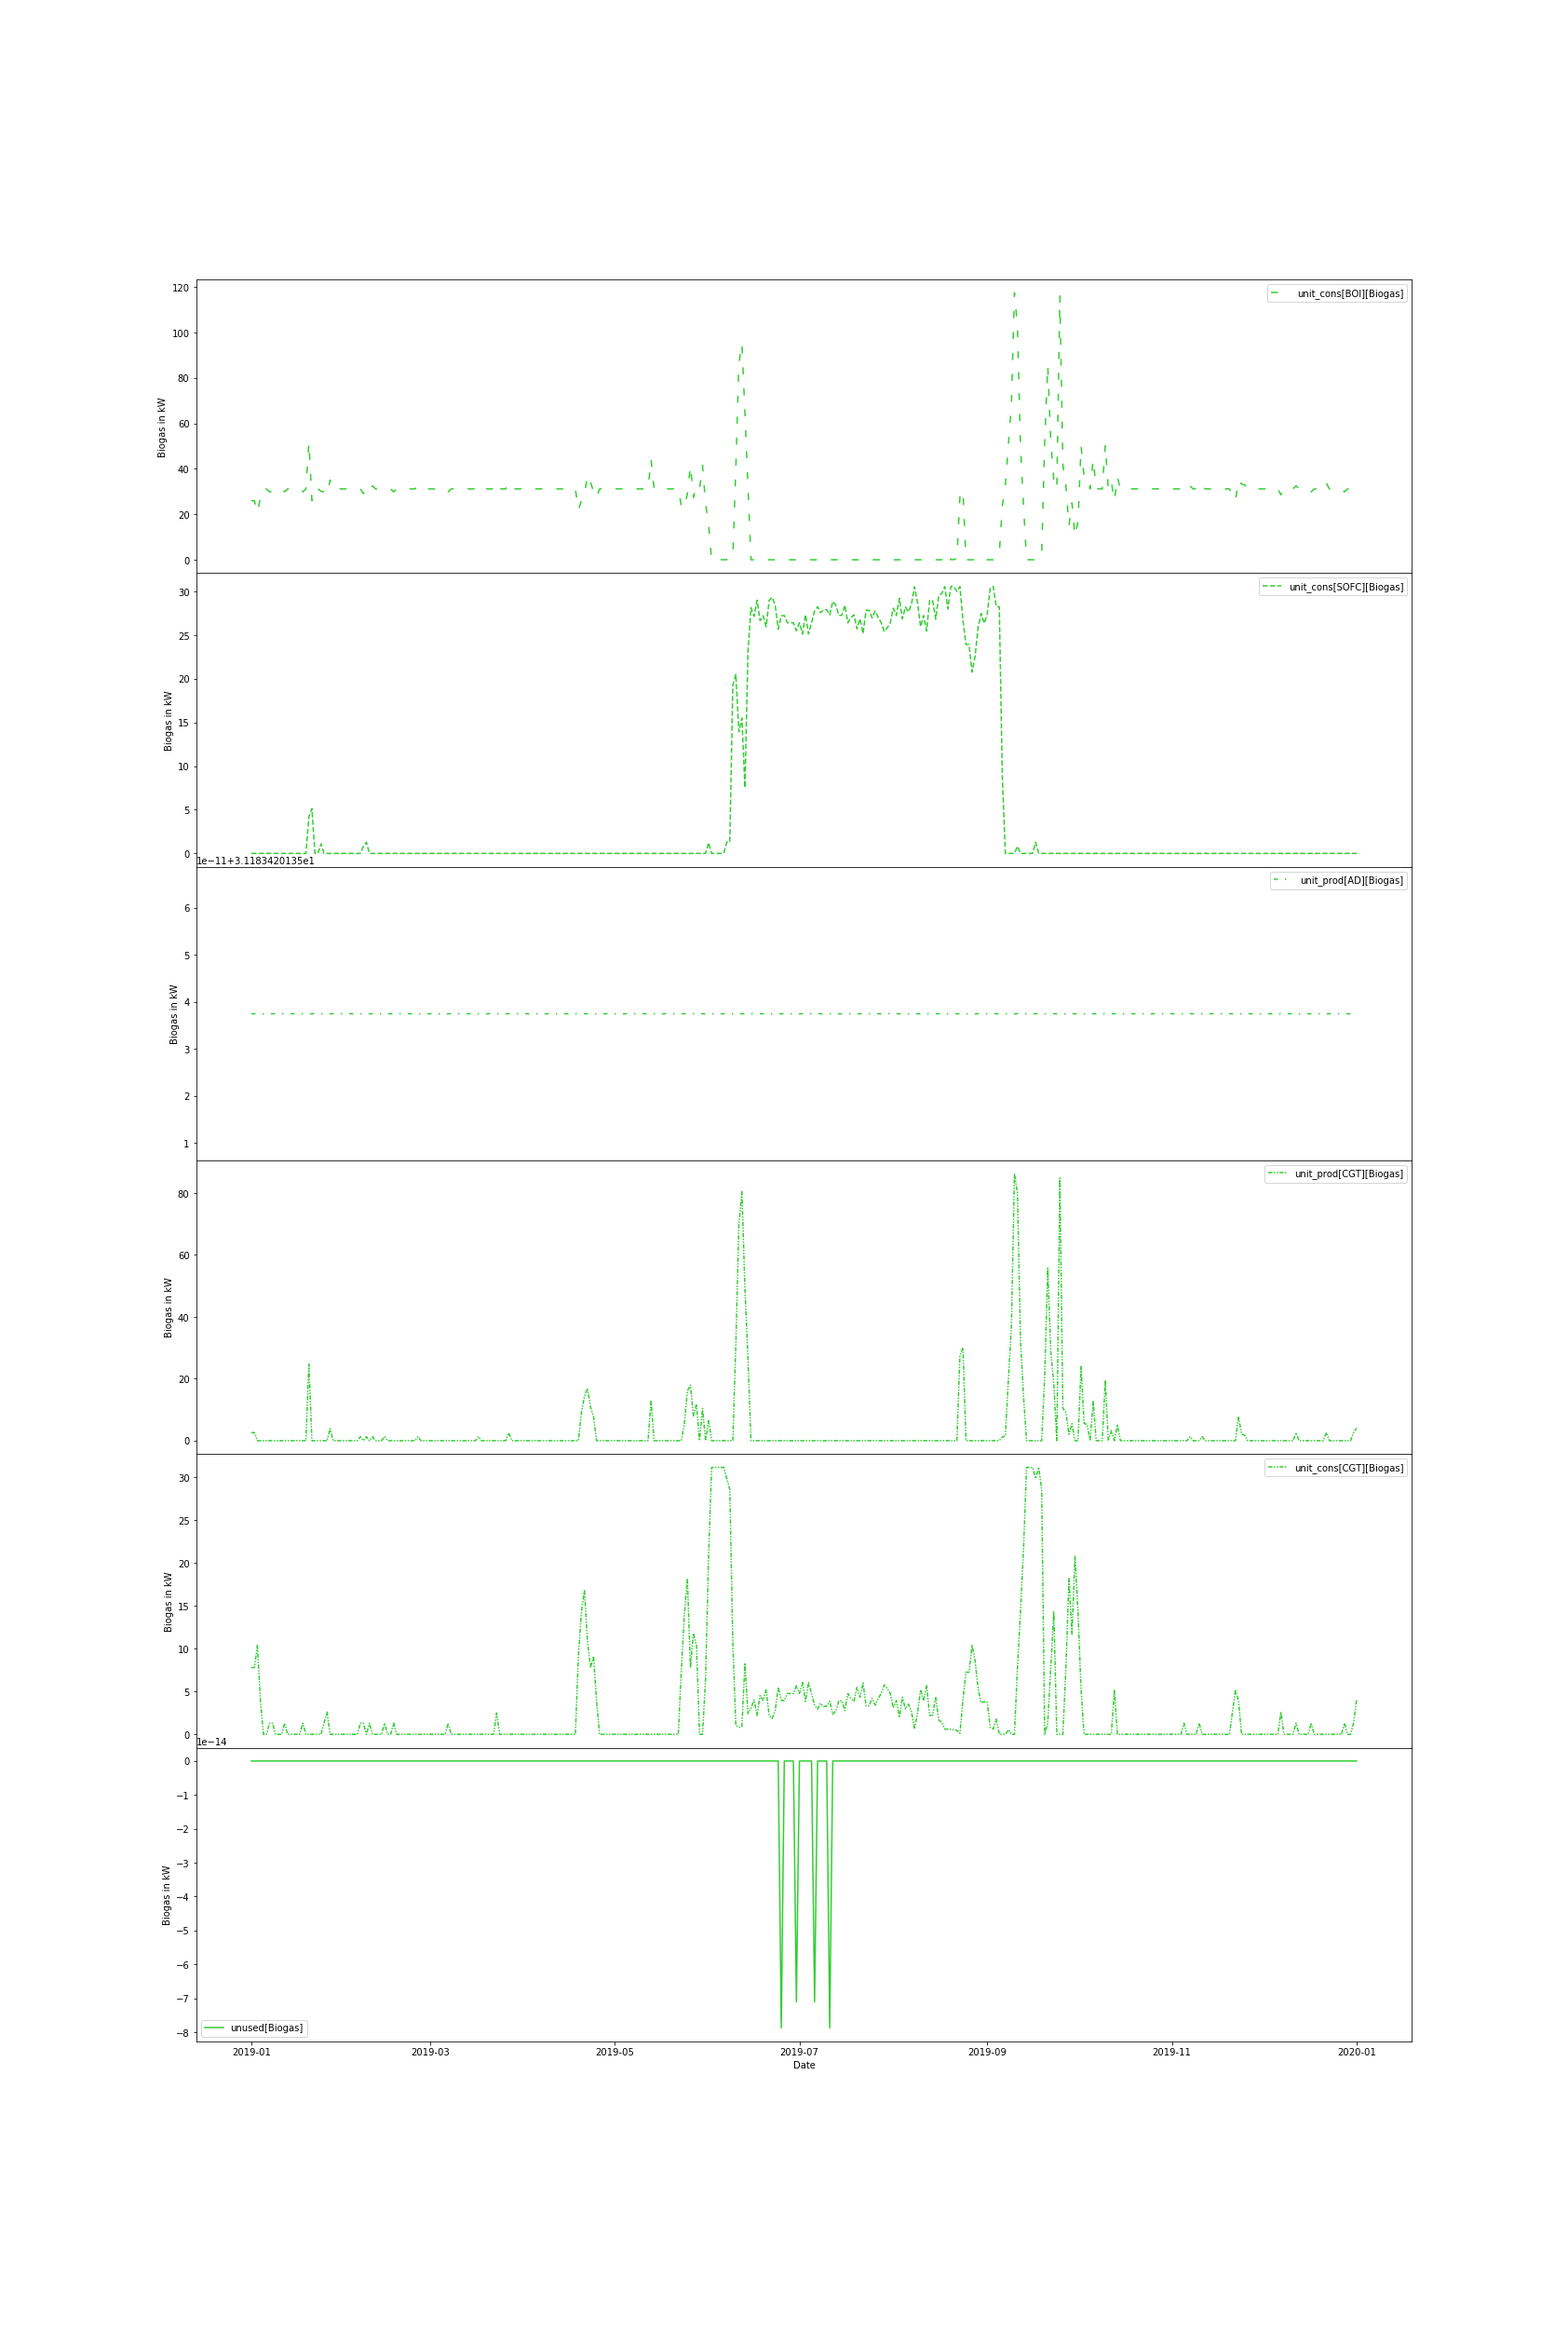 unit_cons[BOI][Biogas]
120
100
80
60
40
20
0
Biogas in kW
unit_cons[SOFC][Biogas]
30
25
20
15
10
5
0
Biogas in kW
1e−11+3.1183420135e1
unit_prod[AD][Biogas]
6
5
4
3
2
1
Biogas in kW
unit_prod[CGT][Biogas]
80
60
40
20
0
Biogas in kW
unit_cons[CGT][Biogas]
30
25
20
15
10
5
0
Biogas in kW
1e−14
0
−1
−2
−3
−4
−5
−6
−7
−8
Biogas in kW
unused[Biogas]
2019-01 2019-03 2019-05 2019-07 2019-09 2019-11 2020-01
Date